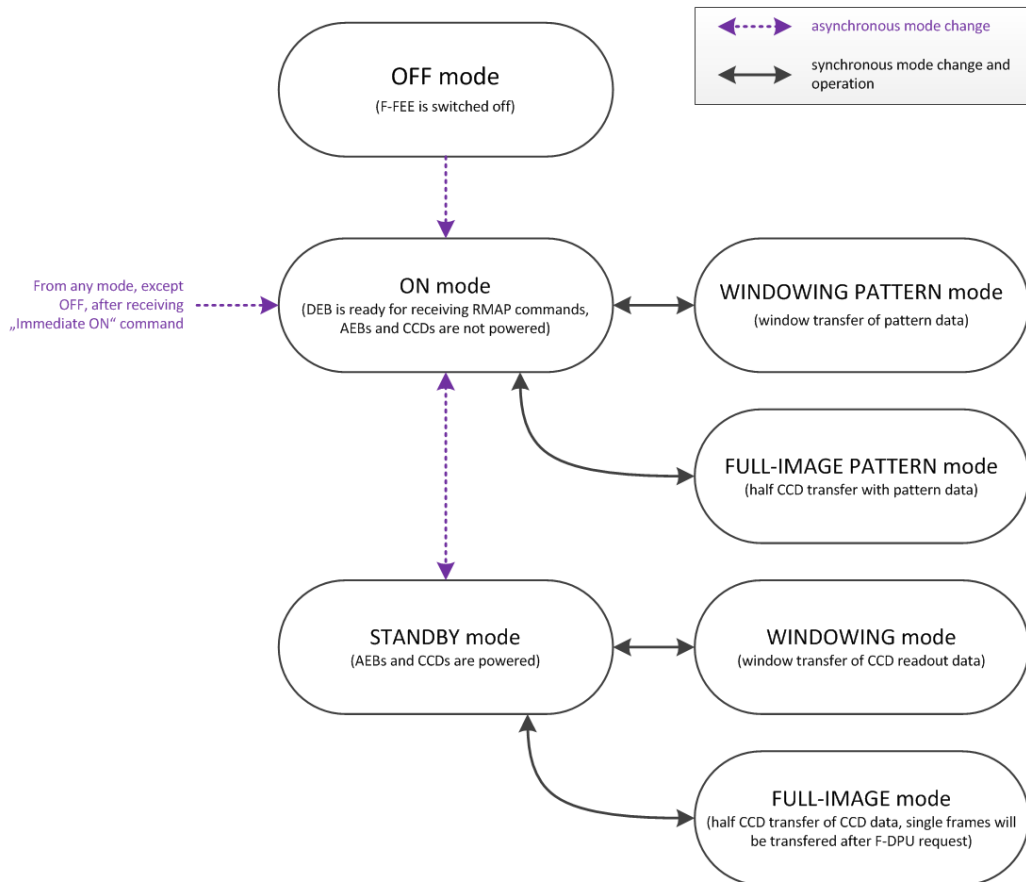 asynchronous mode change
synchronous mode change and
operation
OFF mode
(F-FEE is switched off)
From any mode, except
OFF, after receiving
„Immediate ON“ command
ON mode
(DEB is ready for receiving RMAP commands,
AEBs and CCDs are not powered)
WINDOWING PATTERN mode
(window transfer of pattern data)
FULL-IMAGE PATTERN mode
(half CCD transfer with pattern data)
STANDBY mode
(AEBs and CCDs are powered)
WINDOWING mode
(window transfer of CCD readout data)
FULL-IMAGE mode
(half CCD transfer of CCD data, single frames will
be transfered after F-DPU request)